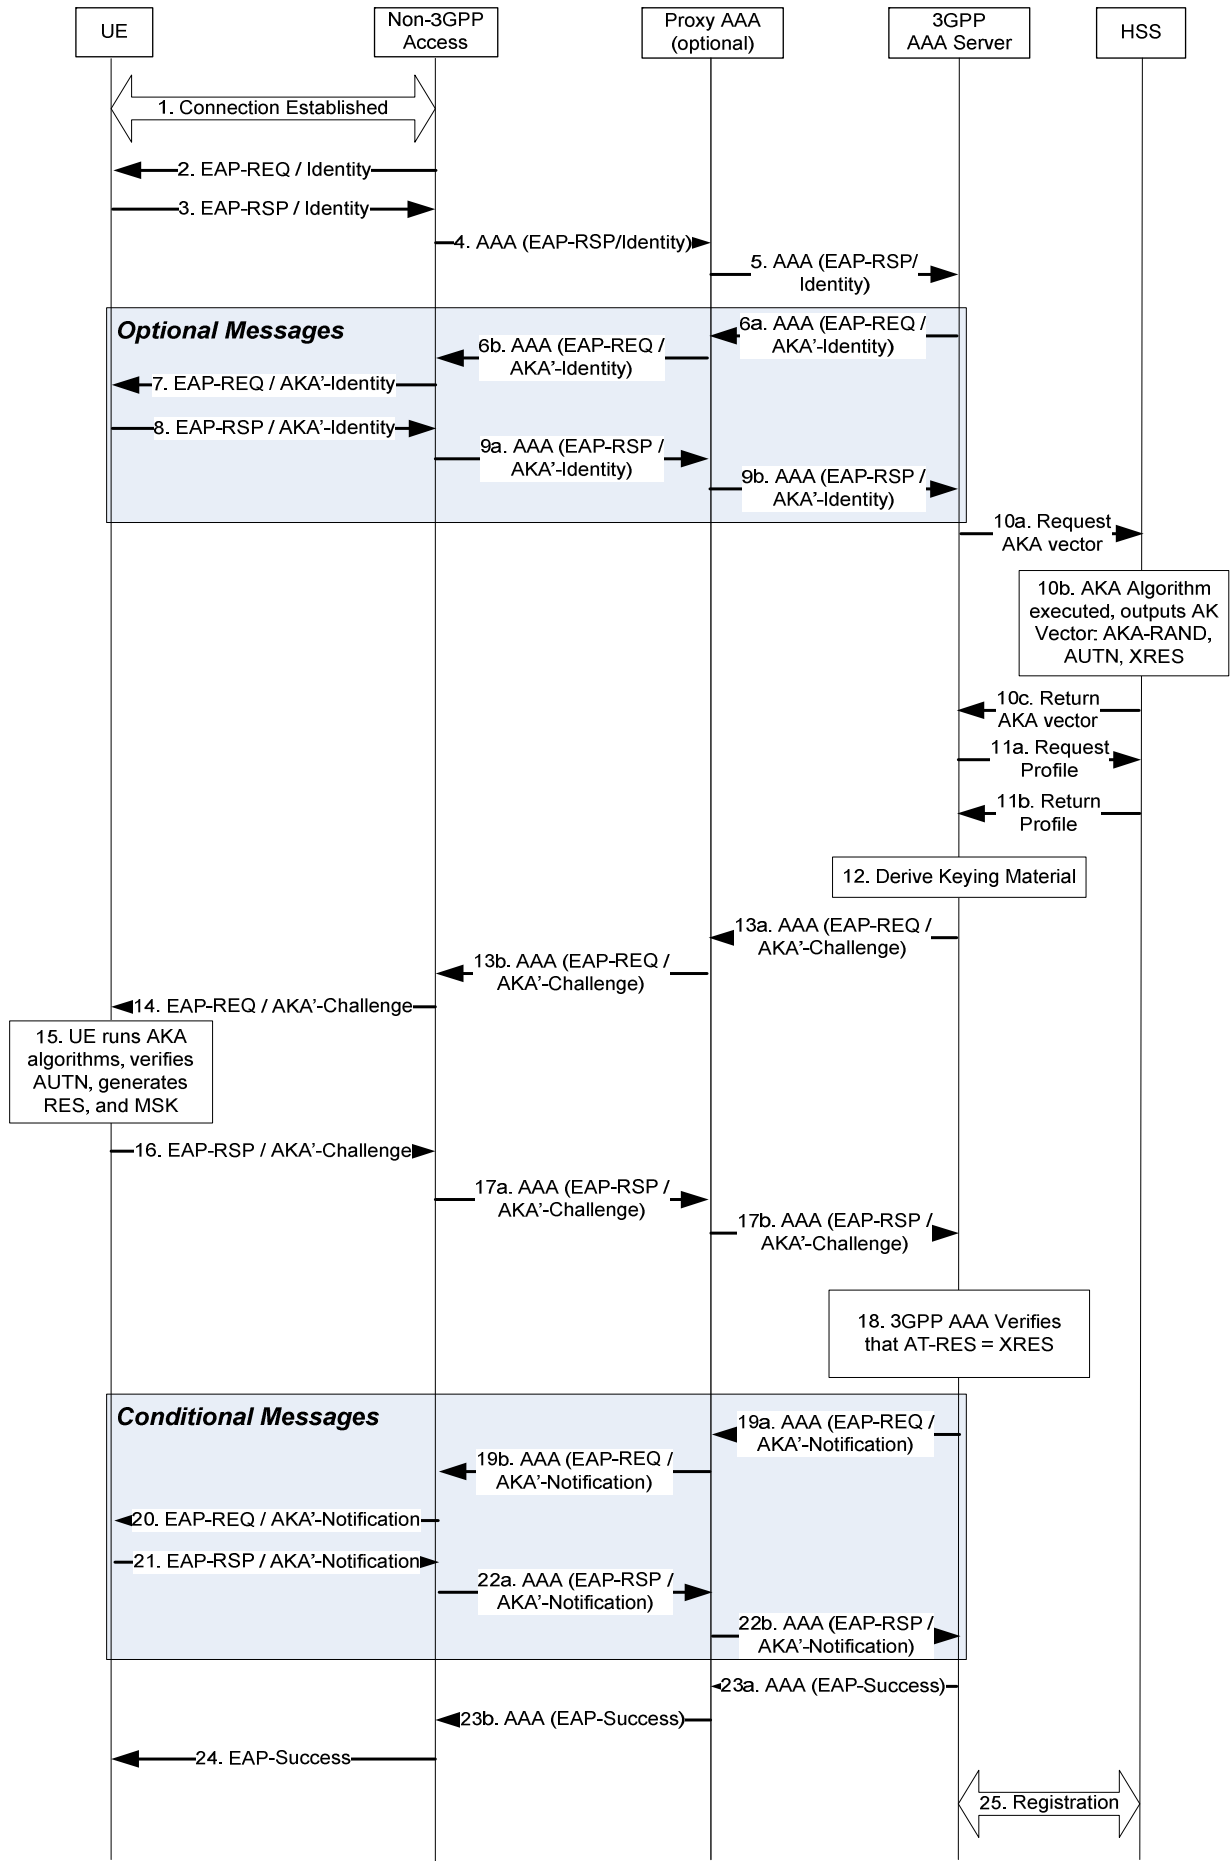 UE
Non-3GPP
Access
Proxy AAA
(optional)
3GPP
AAA Server
HSS
1. Connection Established
2. EAP-REQ / Identity
3. EAP-RSP / Identity
4. AAA (EAP-RSP/Identity)
5. AAA (EAP-RSP/
Identity)
Optional Messages
6a. AAA (EAP-REQ /
AKA'-Identity)
6b. AAA (EAP-REQ /
AKA'-Identity)
7. EAP-REQ / AKA'-Identity
8. EAP-RSP / AKA'-Identity
9a. AAA (EAP-RSP /
AKA'-Identity)
9b. AAA (EAP-RSP /
AKA'-Identity)
10a. Request
AKA vector
10b. AKA Algorithm
executed, outputs AK
Vector: AKA-RAND,
AUTN, XRES
10c. Return
AKA vector
11a. Request
Profile
11b. Return
Profile
12. Derive Keying Material
13a. AAA (EAP-REQ /
AKA'-Challenge)
13b. AAA (EAP-REQ /
AKA'-Challenge)
14. EAP-REQ / AKA'-Challenge
15. UE runs AKA
algorithms, verifies
AUTN, generates
RES, and MSK
16. EAP-RSP / AKA'-Challenge
17a. AAA (EAP-RSP /
AKA'-Challenge)
17b. AAA (EAP-RSP /
AKA'-Challenge)
18. 3GPP AAA Verifies
that AT-RES = XRES
Conditional Messages
19a. AAA (EAP-REQ /
AKA'-Notification)
19b. AAA (EAP-REQ /
AKA'-Notification)
20. EAP-REQ / AKA'-Notification
21. EAP-RSP / AKA'-Notification
22a. AAA (EAP-RSP /
AKA'-Notification)
22b. AAA (EAP-RSP /
AKA'-Notification)
23a. AAA (EAP-Success)
23b. AAA (EAP-Success)
24. EAP-Success
25. Registration